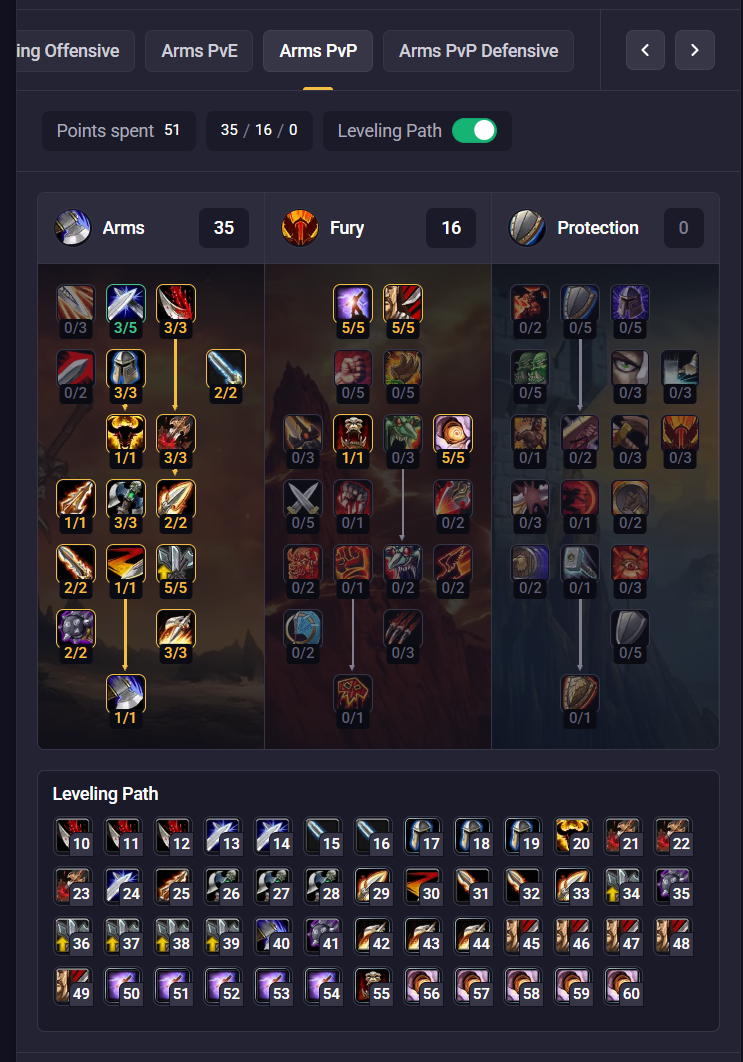 ing Offensive Arms PvE Arms PvP Arms PvP Defensive
Points spent 51 35 / 16 / 0 Leveling Path
Arms 35 Fury 16 Protection 0
0/3 3/5 3/3 5/5 5/5 0/2 0/5 0/5
0/2 3/3 2/2 0/5 0/5 0/5 0/3 0/3
1/1 3/3 0/3 1/1 0/3 5/5 0/1 0/2 0/3 0/3
1/1 3/3 2/2 0/5 0/1 0/2 0/3 0/1 0/2
2/2 1/1 5/5 0/2 0/1 0/2 0/2 0/2 0/1 0/3
2/2 3/3 0/2 0/3 0/5
1/1 0/1 0/1
Leveling Path
10 11 12 13 14 15 16 17 18 19 20 21 22
23 24 25 26 27 28 29 30 31 32 33 34 35
36 37 38 39 40 41 42 43 44 45 46 47 48
49 50 51 52 53 54 55 56 57 58 59 60